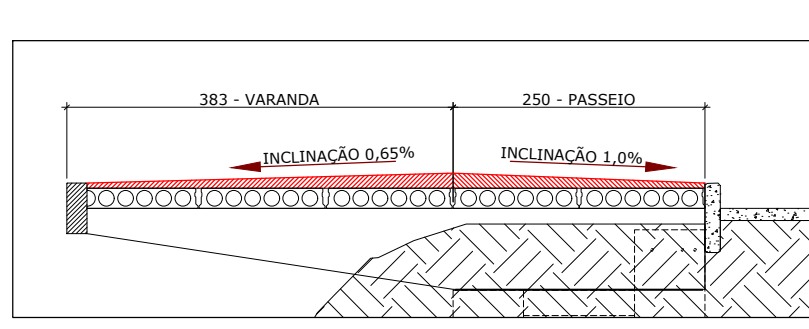 383 - VARANDA
250 - PASSEIO
INCLINAÇÃO 0,65%
INCLINAÇÃO 1,0%